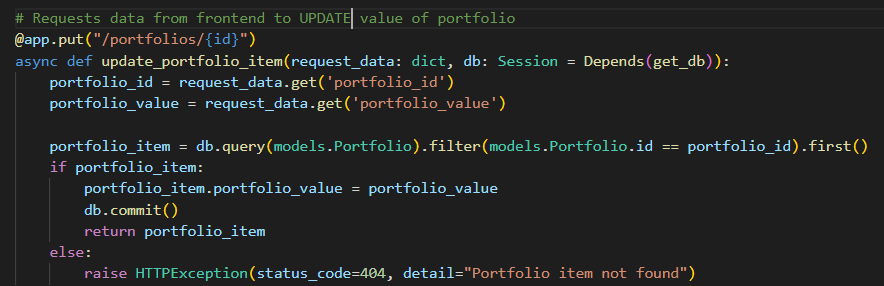 # Requests data from frontend to UPDATE value of portfolio
@app.put("/portfolios/{id}")
async def update_portfolio_item(request_data: dict, db: Session = Depends(get_db)):
    portfolio_id = request_data.get('portfolio_id')
    portfolio_value = request_data.get('portfolio_value')

    portfolio_item = db.query(models.Portfolio).filter(models.Portfolio.id == portfolio_id).first()
    if portfolio_item:
        portfolio_item.portfolio_value = portfolio_value
        db.commit()
        return portfolio_item
    else:
        raise HTTPException(status_code=404, detail="Portfolio item not found")